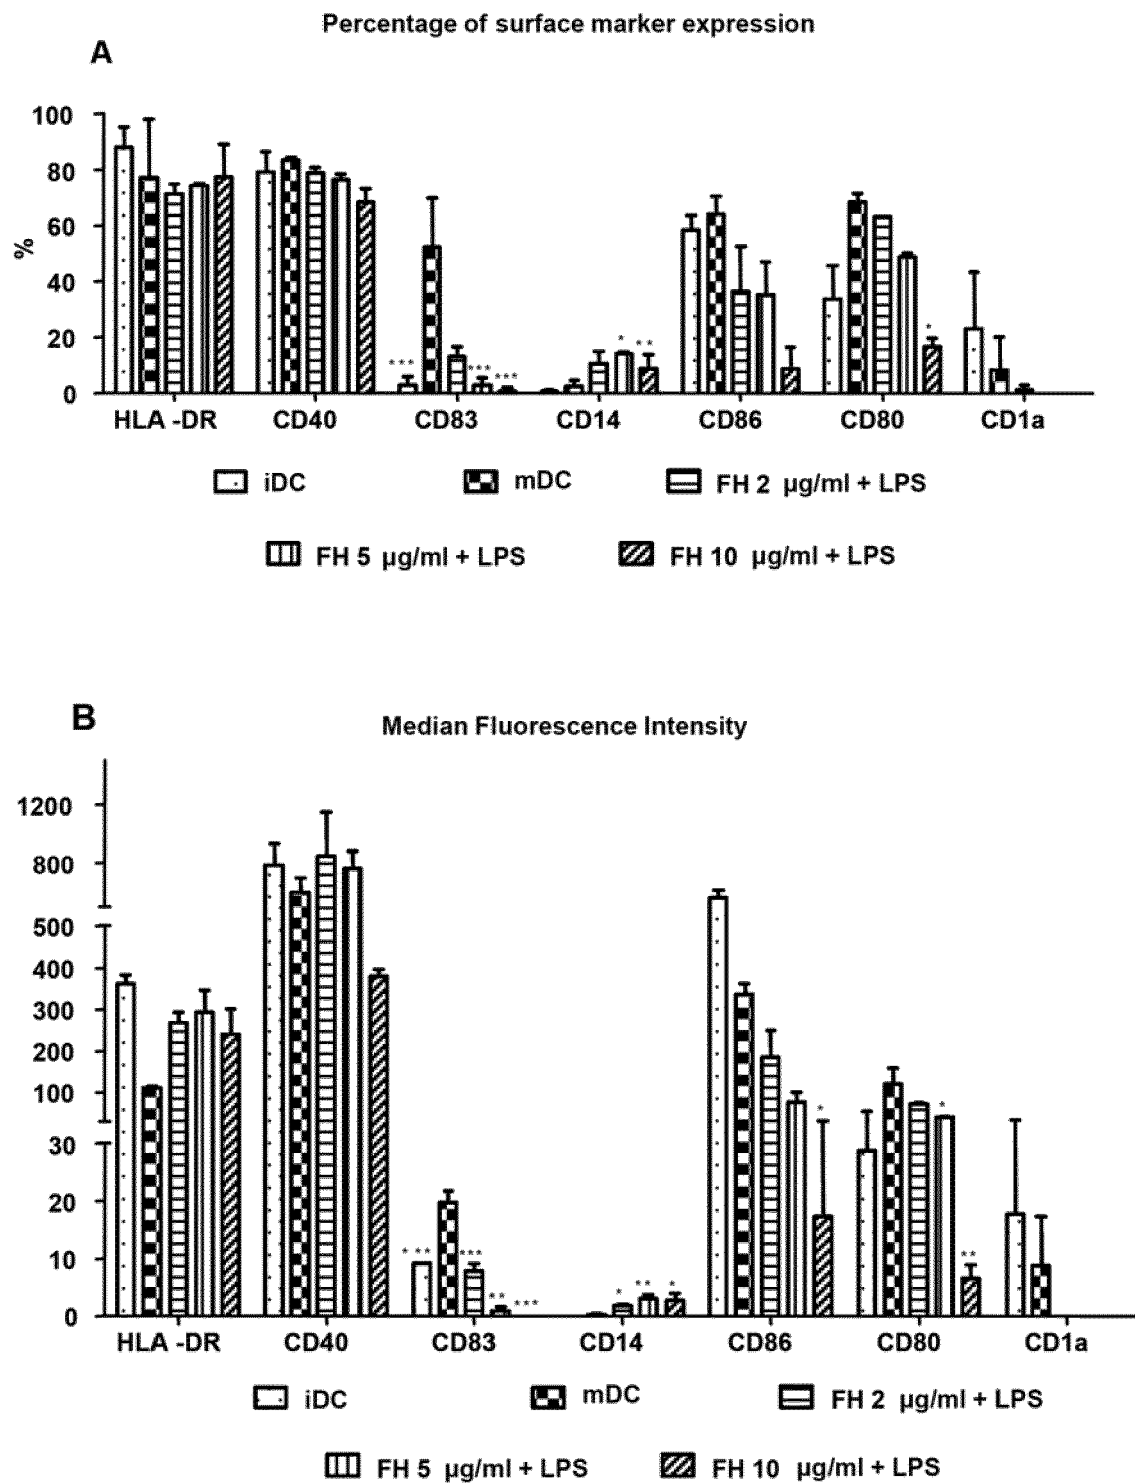 Percentage of surface marker expression
A
100
80
60
40
20
0
%
*** *** *** * ** *
HLA -DR CD40 CD83 CD14 CD86 CD80 CD1a
iDC mDC FH 2 µg/ml + LPS
FH 5 µg/ml + LPS FH 10 µg/ml + LPS
B
Median Fluorescence Intensity
1200
800
500
400
300
200
100
30
20
10
0
* ** *** ** *** * ** * * * **
HLA -DR CD40 CD83 CD14 CD86 CD80 CD1a
iDC mDC FH 2 µg/ml + LPS
FH 5 µg/ml + LPS FH 10 µg/ml + LPS